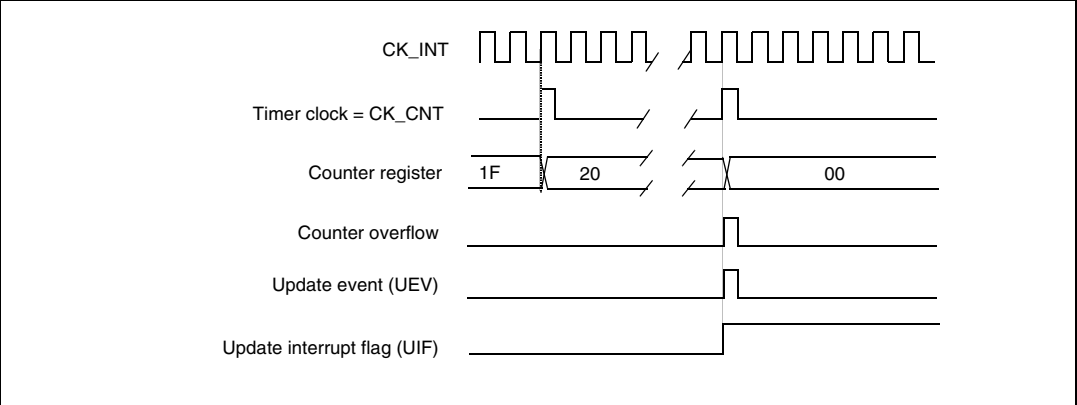 CK_INT
Timer clock = CK_CNT
Counter register 1F 20 00
Counter overflow
Update event (UEV)
Update interrupt flag (UIF)